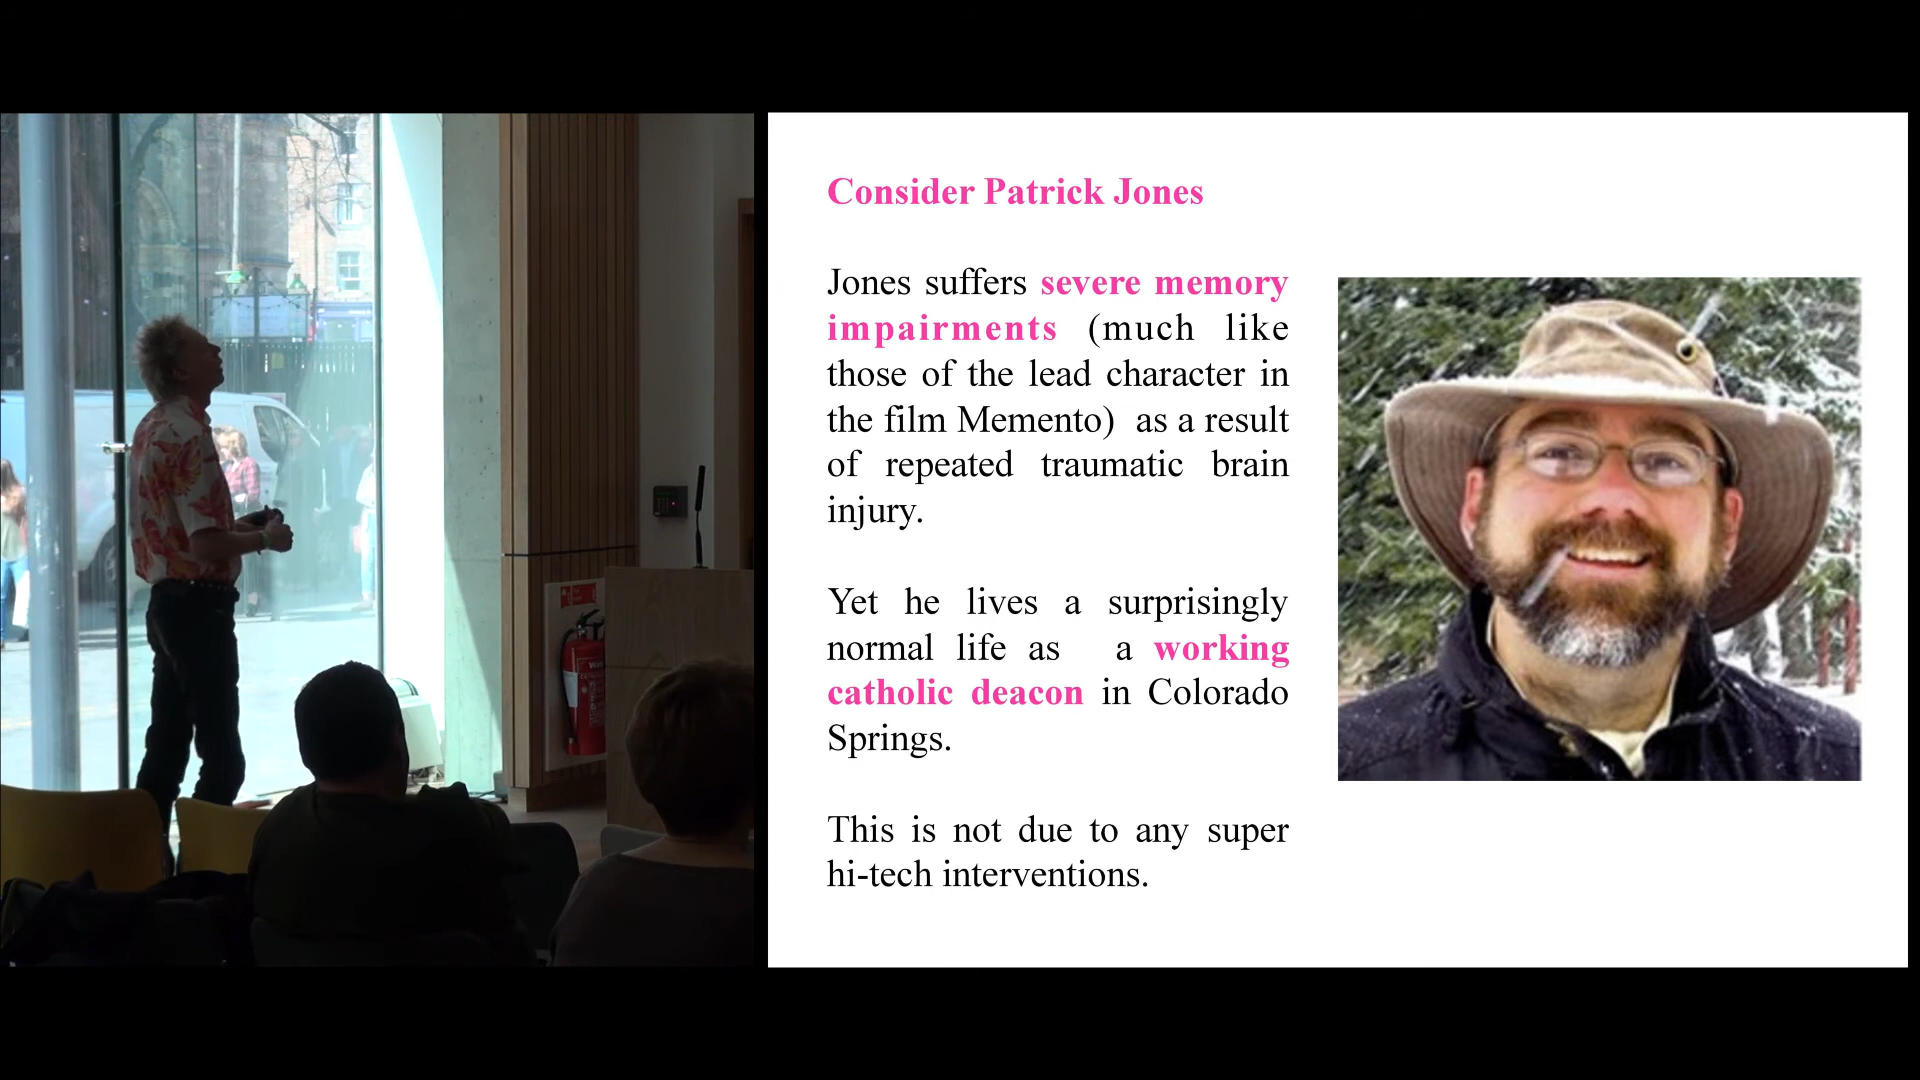 Consider Patrick Jones
Jones suffers severe memory
impairments (much like
those of the lead character in
the film Memento) as a result
of repeated traumatic brain
injury.
Yet he lives a surprisingly
normal life as a working
catholic deacon in Colorado
Springs.
This is not due to any super
hi-tech interventions.